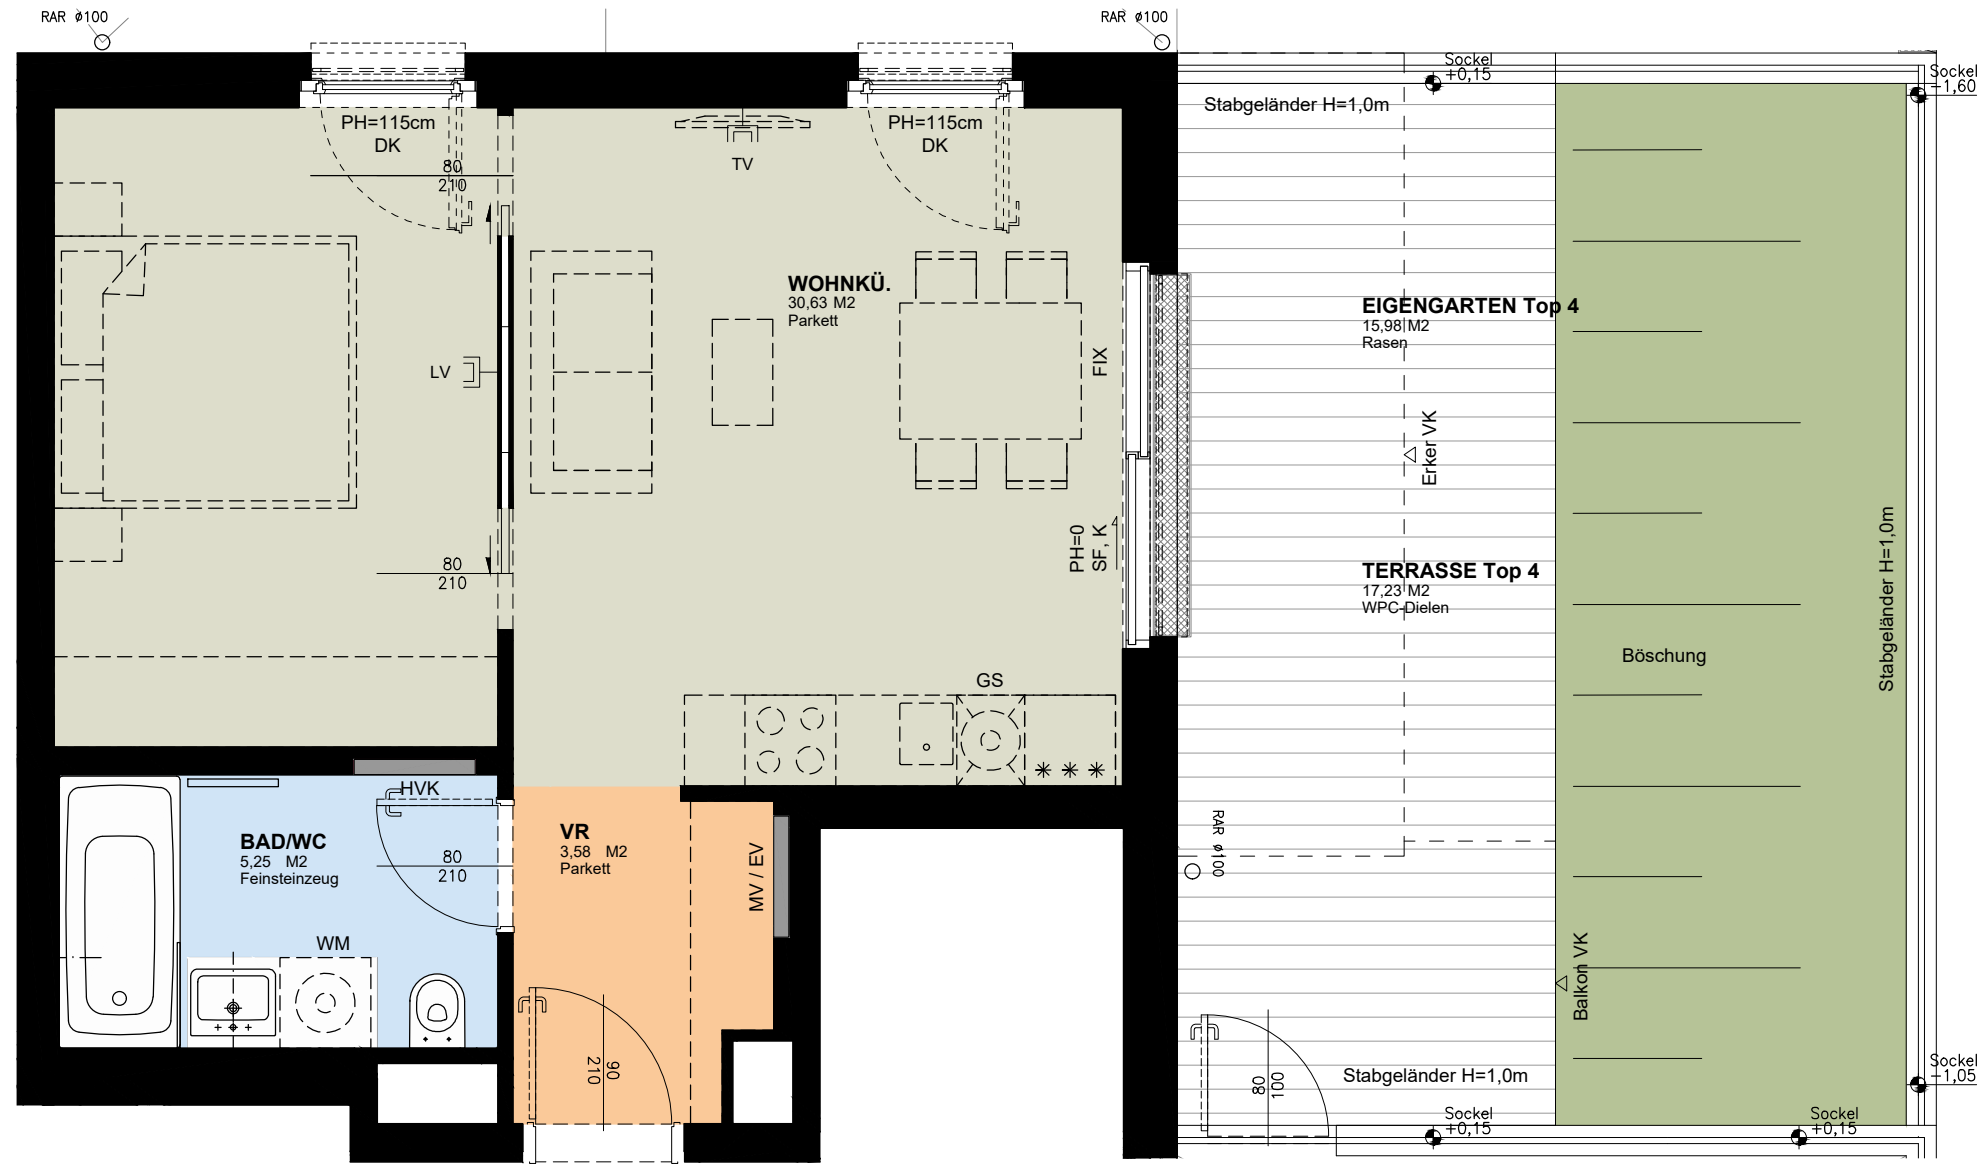 RAR ø100
RAR ø100
Sockel
+0,15
Sockel
-1,60
Stabgeländer H=1,0m
PH=115cm
DK
80
210
TV
PH=115cm
DK
WOHNKÜ.
30,63 M2
Parkett
EIGENGARTEN Top 4
15,98 M2
Rasen
LV
FIX
Erker VK
PH=0
SF, K
80
210
TERRASSE Top 4
17,23 M2
WPC-Dielen
Stabgeländer H=1,0m
Böschung
GS
HVK
BAD/WC
5,25 M2
Feinsteinzeug
80
210
VR
3,58 M2
Parkett
MV / EV
RAR ø100
WM
Balkon VK
90
210
80
100
Stabgeländer H=1,0m
Sockel
-1,05
Sockel
+0,15
Sockel
+0,15